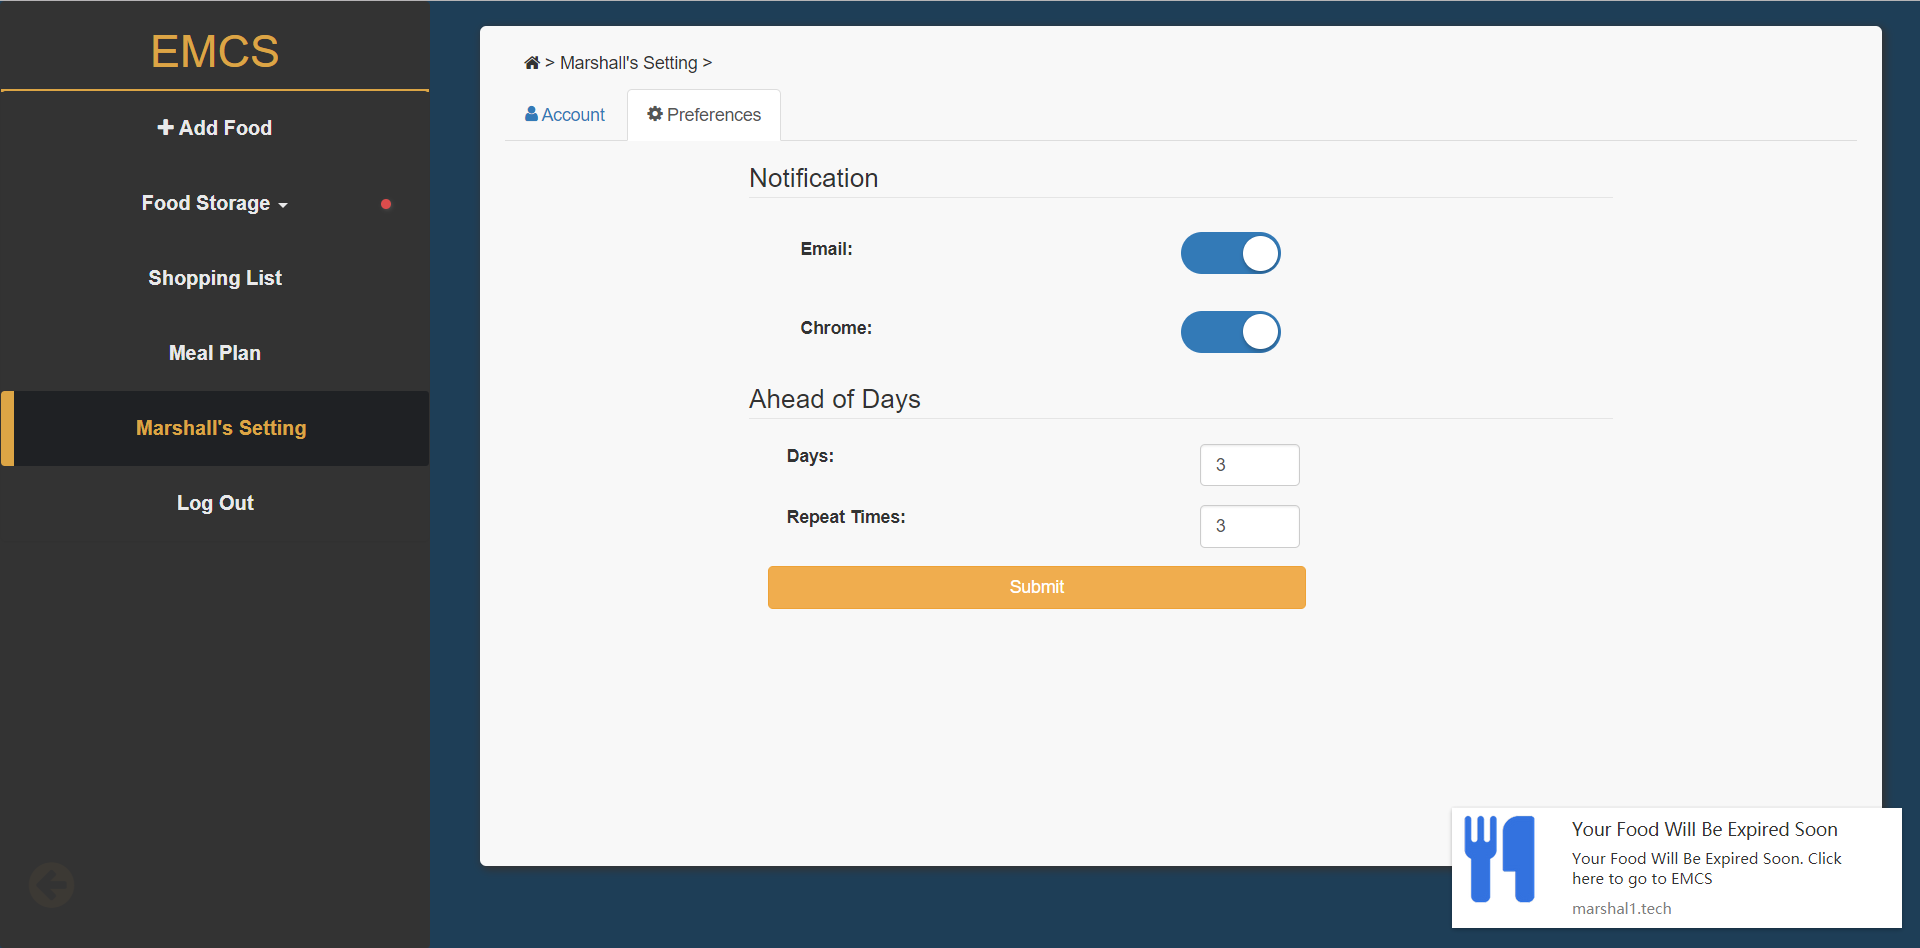 EMCS
Add Food
Food Storage
Shopping List
Meal Plan
Marshall's Setting
Log Out
> Marshall's Setting >
Account
Preferences
Notification
Email:
Chrome:
Ahead of Days
Days:
3
Repeat Times:
3
Submit
Your Food Will Be Expired Soon
Your Food Will Be Expired Soon. Click
here to go to EMCS
marshal1.tech